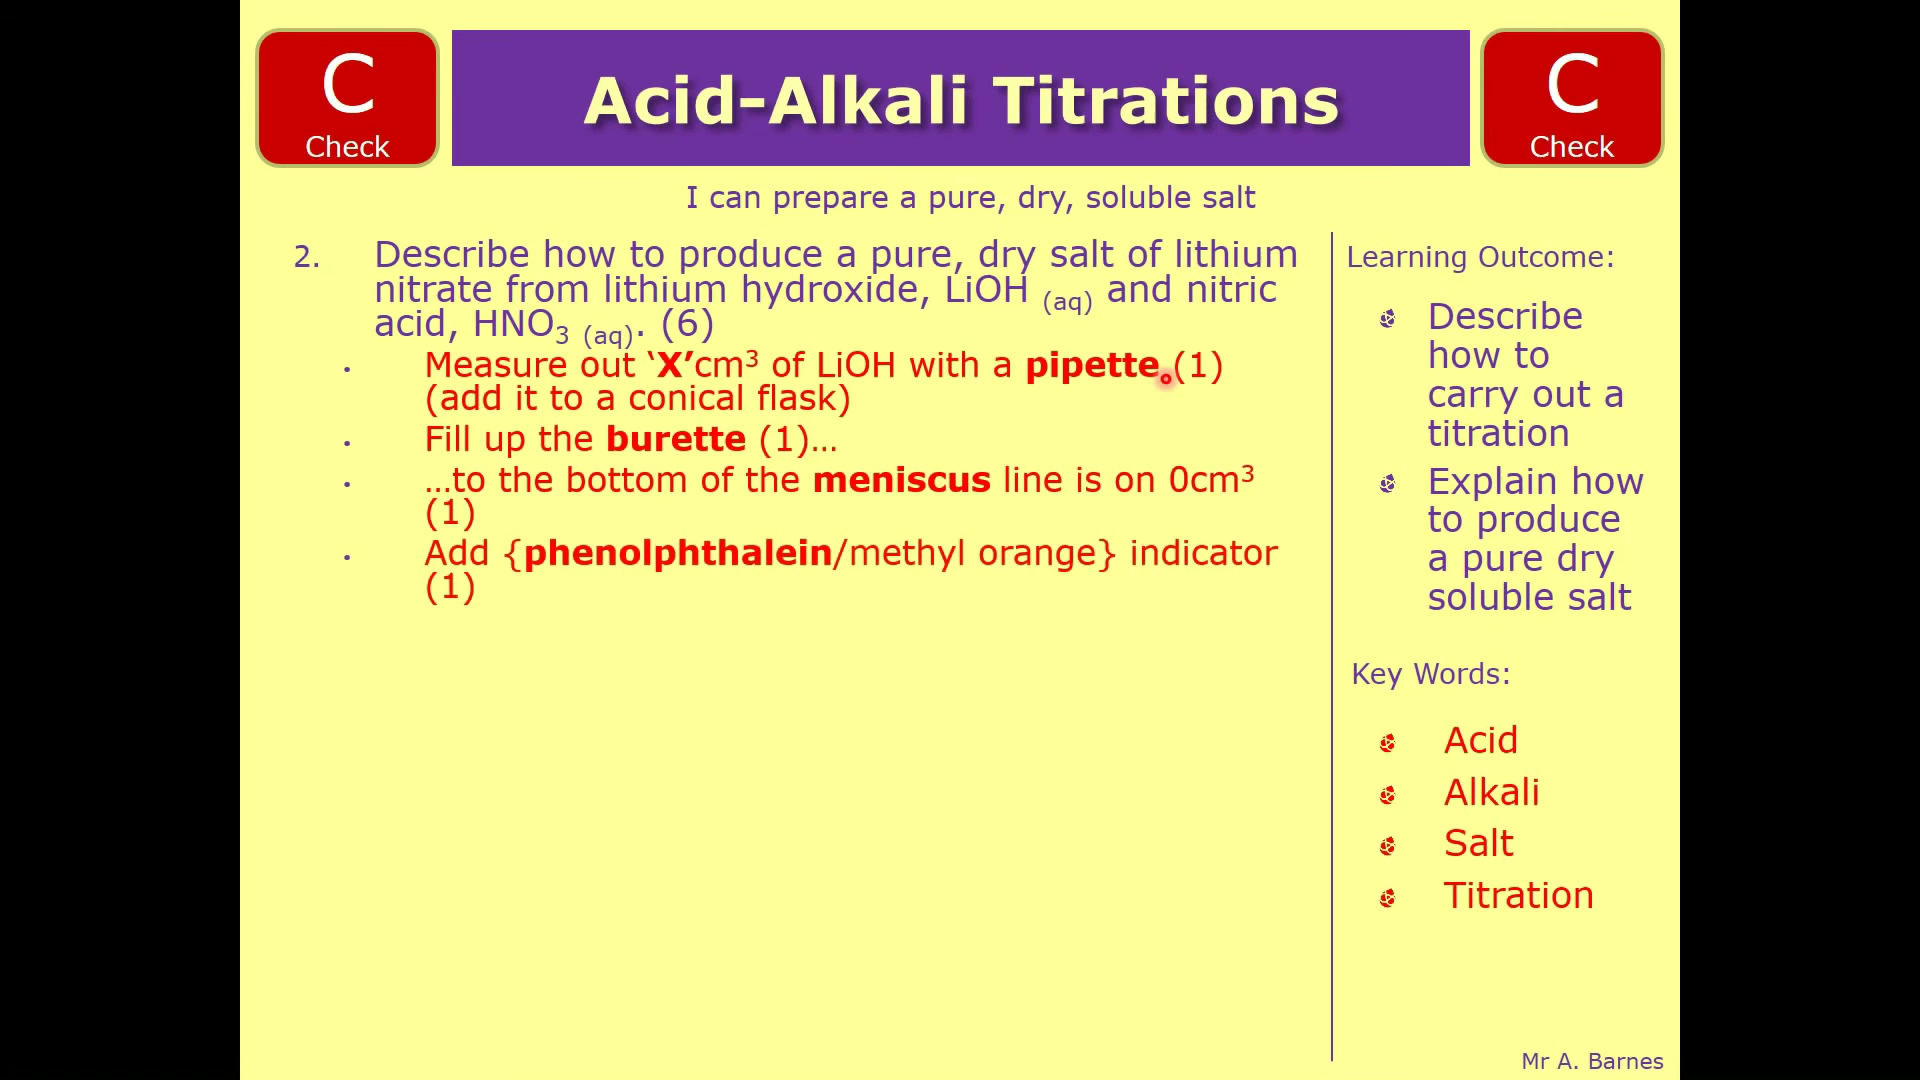 C
Check
Acid-Alkali Titrations
C
Check
I can prepare a pure, dry, soluble salt
2. Describe how to produce a pure, dry salt of lithium
nitrate from lithium hydroxide, LiOH (aq) and nitric
acid, HNO₃ (aq). (6)
• Measure out ‘X’cm³ of LiOH with a pipette (1)
(add it to a conical flask)
• Fill up the burette (1)…
• …to the bottom of the meniscus line is on 0cm³
(1)
• Add {phenolphthalein/methyl orange} indicator
(1)
Learning Outcome:
Describe
how to
carry out a
titration
Explain how
to produce
a pure dry
soluble salt
Key Words:
Acid
Alkali
Salt
Titration
Mr A. Barnes